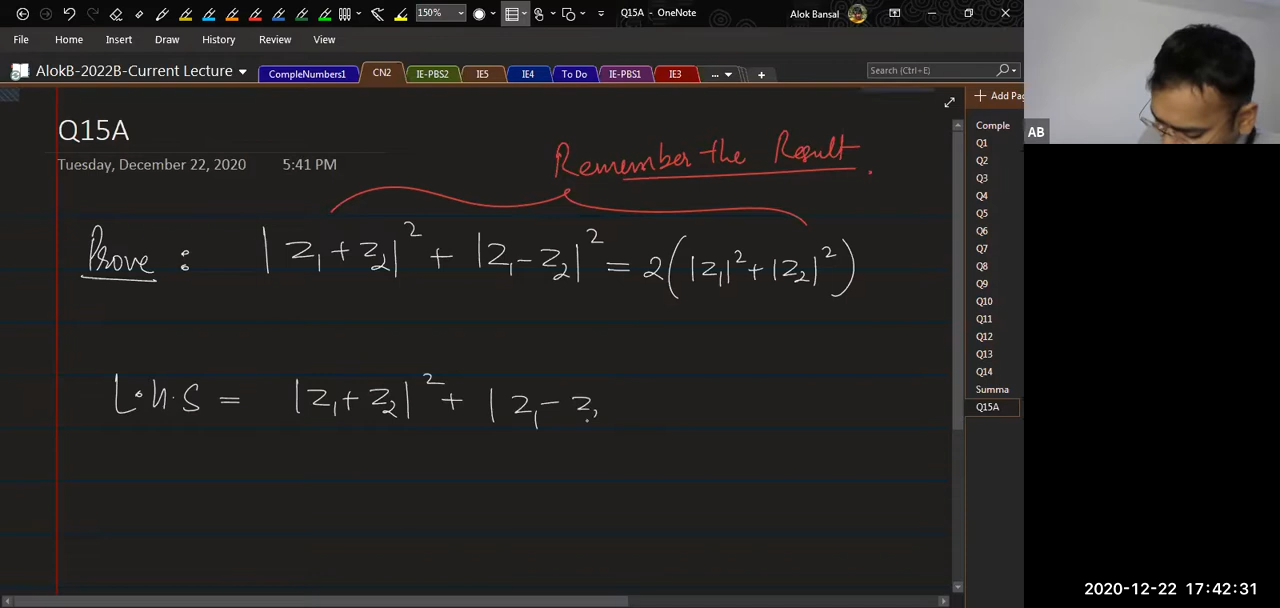 150%
Q15A - OneNote
Alok Bansal
File Home Insert Draw History Review View
AlokB-2022B-Current Lecture
CompleNumbers1 CN2 IE-PBS2 IE5 IE4 To Do IE-PBS1 IE3 ...
Search (Ctrl+E)
Add Pag
Q15A
Tuesday, December 22, 2020 5:41 PM
Remember the Result.
Prove : |z₁+z₂|² + |z₁-z₂|² = 2(|z₁|²+|z₂|²)
L.H.S = |z₁+z₂|² + |z₁-z₂
Comple
Q1
Q2
Q3
Q4
Q5
Q6
Q7
Q8
Q9
Q10
Q11
Q12
Q13
Q14
Summa
Q15A
AB
2020-12-22 17:42:31